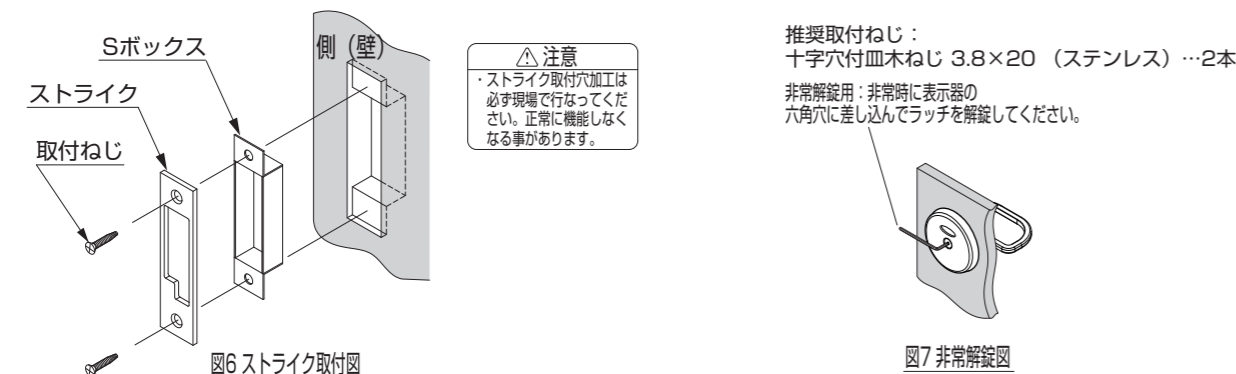 Sボックス
ストライク
取付ねじ
側（壁）
⚠注意
・ストライク取付穴加工は
必ず現場で行なってくだ
さい。正常に機能しなく
なる事があります。
図6 ストライク取付図
推奨取付ねじ：
十字穴付皿木ねじ 3.8×20 （ステンレス）…2本
非常解錠用：非常時に表示器の
六角穴に差し込んでラッチを解錠してください。
図7 非常解錠図